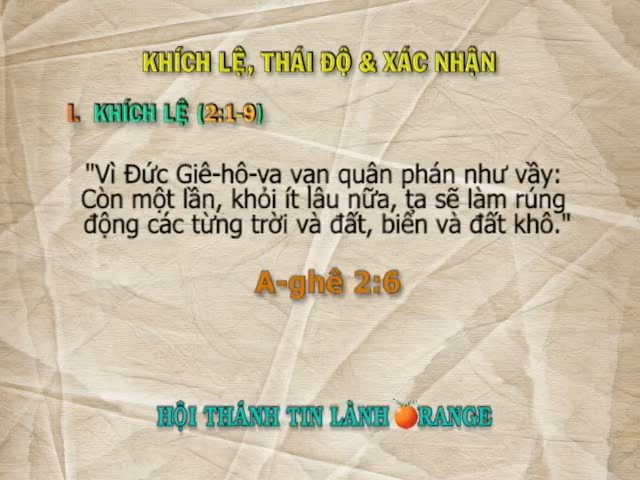 KHÍCH LỆ, THÁI ĐỘ & XÁC NHẬN
I. KHÍCH LỆ (2:1-9)
"Vì Đức Giê-hô-va vạn quân phán như vầy:
Còn một lần, khỏi ít lâu nữa, ta sẽ làm rúng
động các từng trời và đất, biển và đất khô."
A-ghê 2:6
HỘI THÁNH TIN LÀNH ORANGE